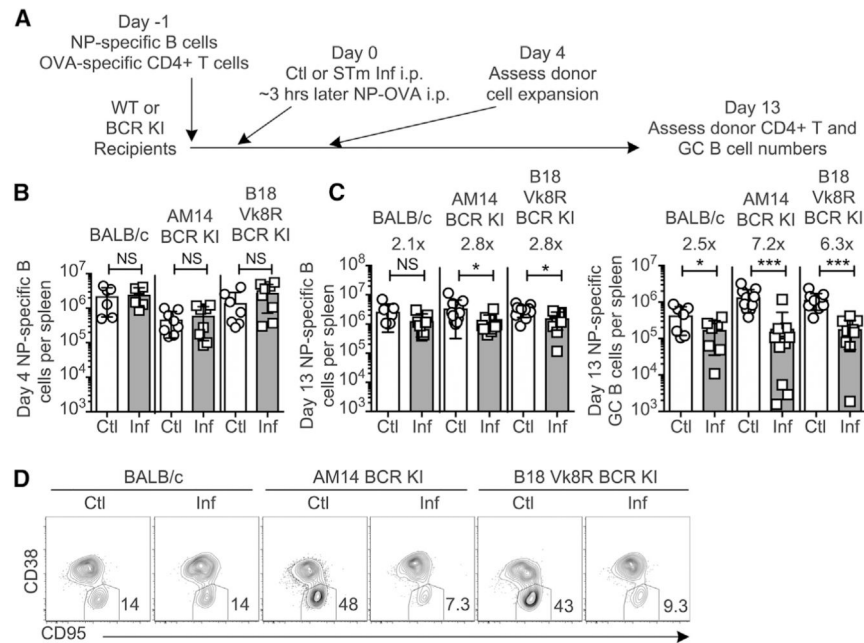 A
Day -1
NP-specific B cells
OVA-specific CD4+ T cells
WT or
BCR KI
Recipients
Day 0
Ctl or STm Inf i.p.
~3 hrs later NP-OVA i.p.
Day 4
Assess donor
cell expansion
Day 13
Assess donor CD4+ T and
GC B cell numbers
B
BALB/c
AM14
BCR KI
B18
Vk8R
BCR KI
NS
NS
NS
Day 4 NP-specific B
cells per spleen
10^7
10^6
10^5
10^4
10^3
Ctl Inf Ctl Inf Ctl Inf
C
BALB/c
AM14
BCR KI
B18
Vk8R
BCR KI
2.1x 2.8x 2.8x
NS
*
*
Day 13 NP-specific B
cells per spleen
10^8
10^7
10^6
10^5
10^4
10^3
Ctl Inf Ctl Inf Ctl Inf
BALB/c
AM14
BCR KI
B18
Vk8R
BCR KI
2.5x 7.2x 6.3x
*
***
***
Day 13 NP-specific
GC B cells per spleen
10^7
10^6
10^5
10^4
10^3
Ctl Inf Ctl Inf Ctl Inf
D
BALB/c AM14 BCR KI B18 Vk8R BCR KI
Ctl Inf Ctl Inf Ctl Inf
CD38
14 14 48 7.3 43 9.3
CD95